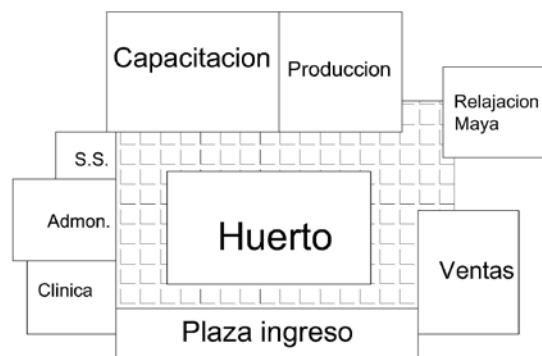 Capacitacion
Produccion
Relajacion
Maya
S.S.
Admon.
Huerto
Clinica
Ventas
Plaza ingreso